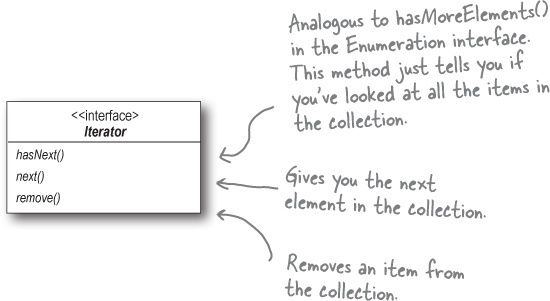 Analogous to hasMoreElements()
in the Enumeration interface.
This method just tells you if
you've looked at all the items in
the collection.
<<interface>
Iterator
hasNext()
next()
remove()
Gives you the next
element in the collection.
Removes an item from
the collection.